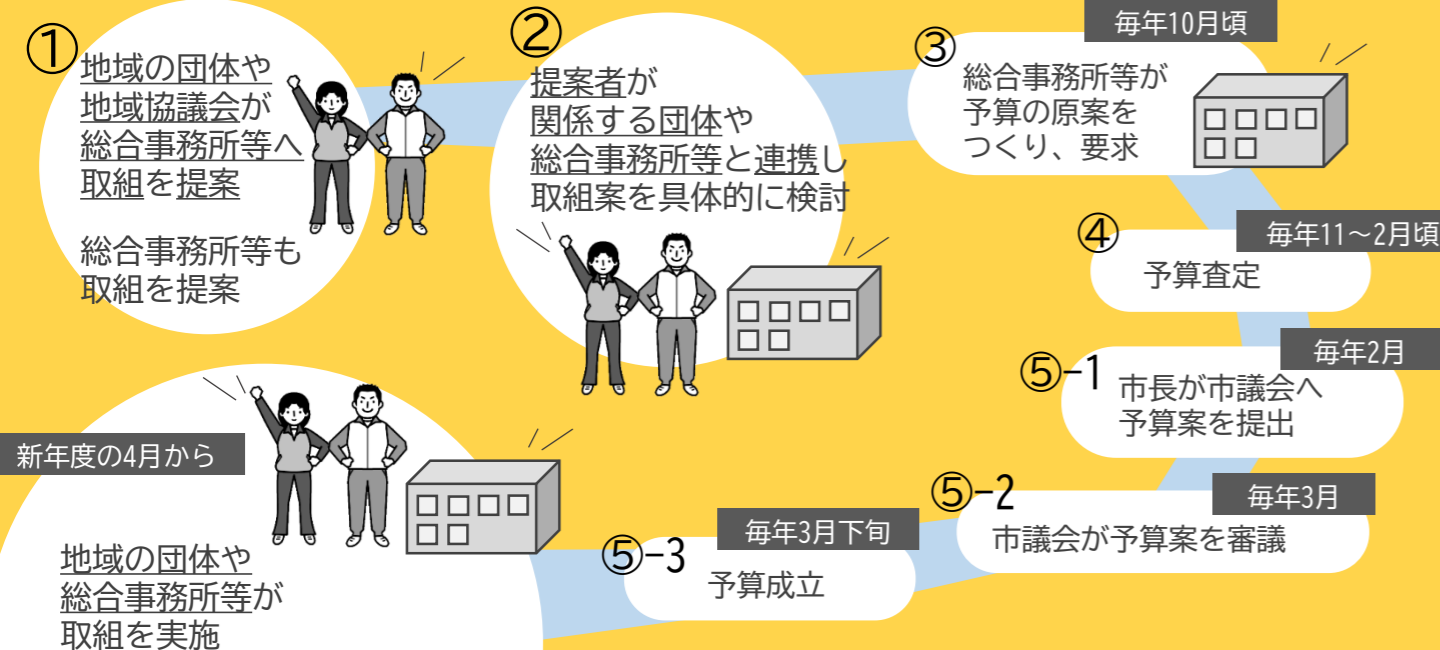 ①
地域の団体や
地域協議会が
総合事務所等へ
取組を提案
総合事務所等も
取組を提案
②
提案者が
関係する団体や
総合事務所等と連携し
取組案を具体的に検討
毎年10月頃
③
総合事務所等が
予算の原案を
つくり、要求
毎年11～2月頃
④
予算査定
毎年2月
⑤-1
市長が市議会へ
予算案を提出
毎年3月
⑤-2
市議会が予算案を審議
毎年3月下旬
⑤-3
予算成立
新年度の4月から
地域の団体や
総合事務所等が
取組を実施